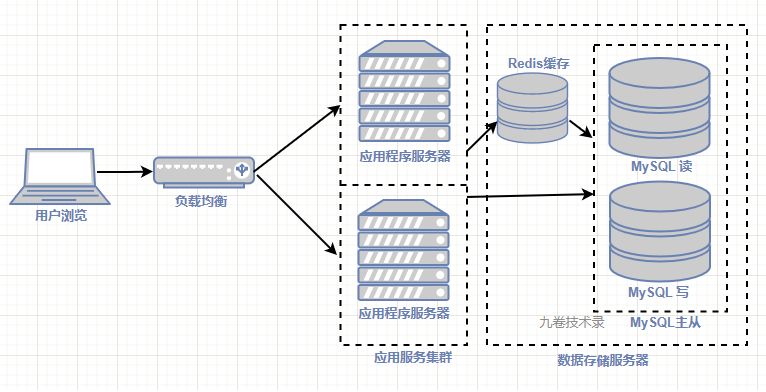 用户浏览
负载均衡
应用程序服务器
应用程序服务器
应用服务集群
Redis缓存
MySQL 读
MySQL 写
九卷技术录
MySQL主从
数据存储服务器